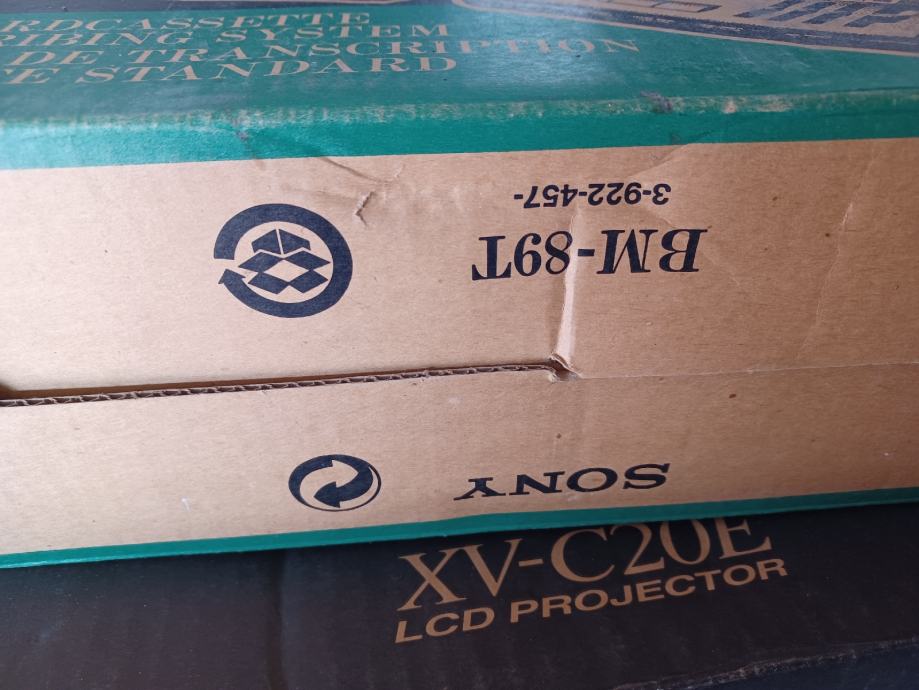 RDCASSETTE
RIBING SYSTEM
DE TRANSCRIPTION
E STANDARD
3-922-457-
BM-89T
SONY
XV-C20E
LCD PROJECTOR